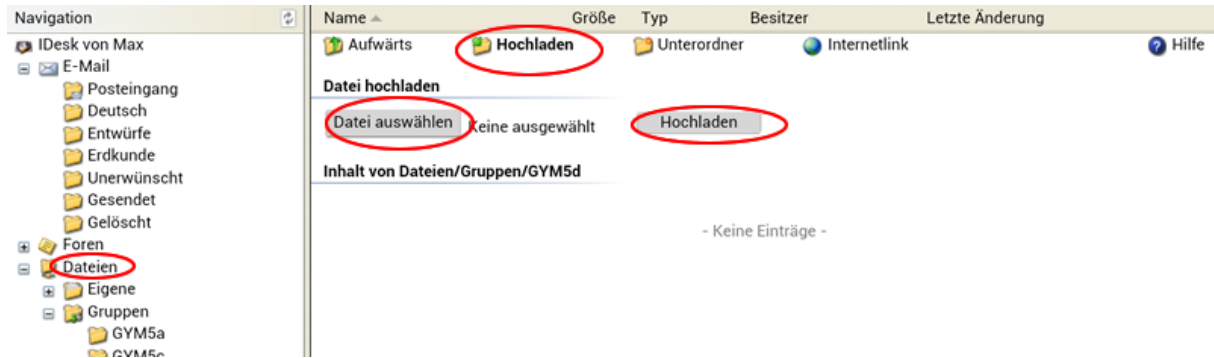 Navigation
IDesk von Max
E-Mail
Posteingang
Deutsch
Entwürfe
Erdkunde
Unerwünscht
Gesendet
Gelöscht
Foren
Dateien
Eigene
Gruppen
GYM5a
GYM5c
Name Größe Typ Besitzer Letzte Änderung
Aufwärts Hochladen Unterordner Internetlink Hilfe
Datei hochladen
Datei auswählen Keine ausgewählt Hochladen
Inhalt von Dateien/Gruppen/GYM5d
- Keine Einträge -